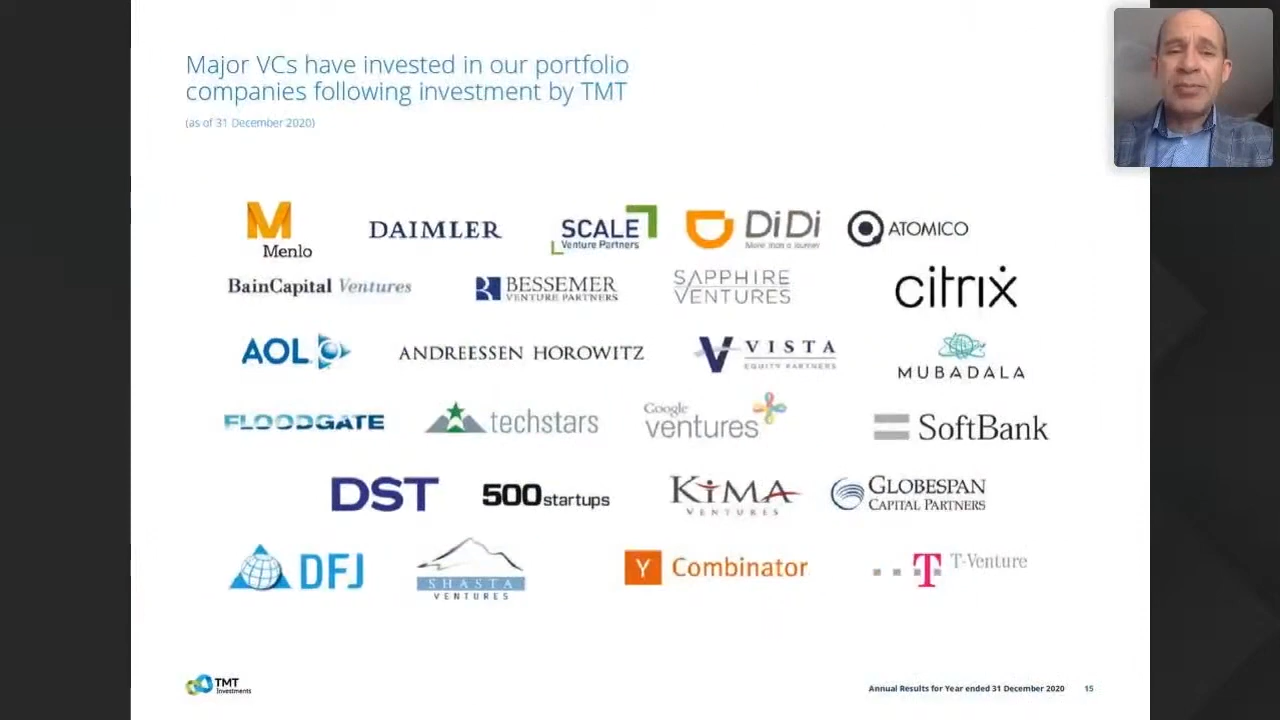 Major VCs have invested in our portfolio
companies following investment by TMT
(as of 31 December 2020)
Menlo
DAIMLER
SCALE
Venture Partners
DiDi
More than a journey
ATOMICO
BainCapital Ventures
BESSEMER
VENTURE PARTNERS
SAPPHIRE
VENTURES
citrix
AOL
ANDREESSEN HOROWITZ
VISTA
EQUITY PARTNERS
MUBADALA
FLOODGATE
techstars
Google
ventures
SoftBank
DST
500startups
KIMA
VENTURES
GLOBESPAN
CAPITAL PARTNERS
DFJ
SHASTA
VENTURES
Y Combinator
T-Venture
TMT
Investments
Annual Results for Year ended 31 December 2020 15